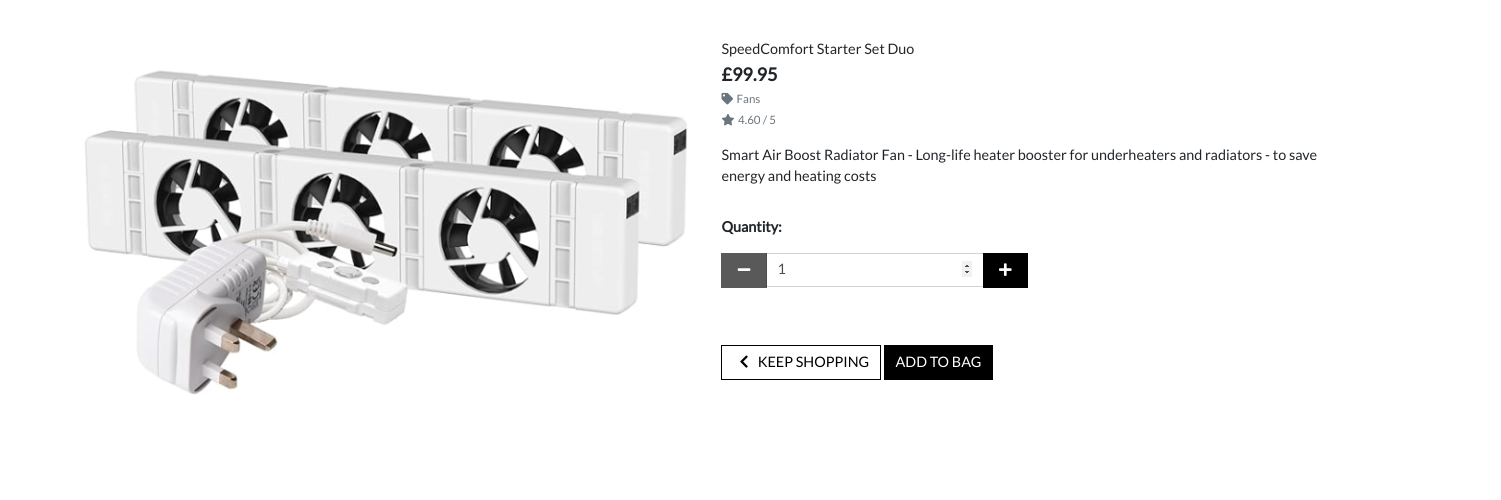 SpeedComfort Starter Set Duo
£99.95
Fans
4.60 / 5
Smart Air Boost Radiator Fan - Long-life heater booster for underheaters and radiators - to save
energy and heating costs
Quantity:
1
KEEP SHOPPING
ADD TO BAG